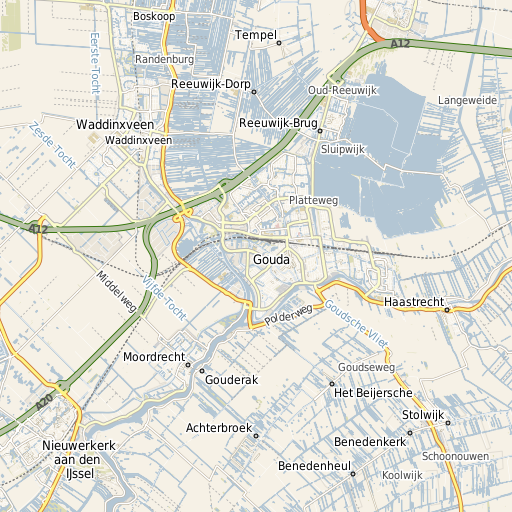 Boskoop
Tempel
A12
Randenburg
Eerste-Tocht
Reeuwijk-Dorp
Oud-Reeuwijk
Langeweide
Waddinxveen
Reeuwijk-Brug
Zesde Tocht
Waddinxveen
Sluipwijk
Platteweg
A12
Gouda
Middelweg
Vijfde-Tocht
Haastrecht
Goudsche-Vliet
Polderweg
Moordrecht
Goudseweg
Gouderak
Het Beijersche
A20
Stolwijk
Achterbroek
Benedenkerk
Nieuwerkerk
aan den
IJssel
Schoonouwen
Benedenheul
Koolwijk